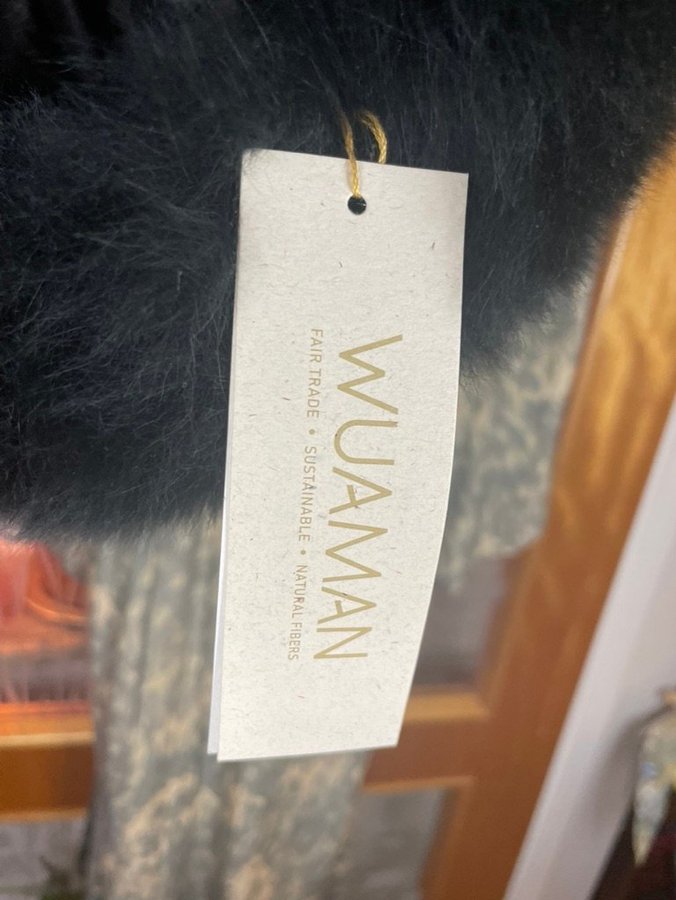 WUAMAN
FAIR TRADE • SUSTAINABLE • NATURAL FIBERS